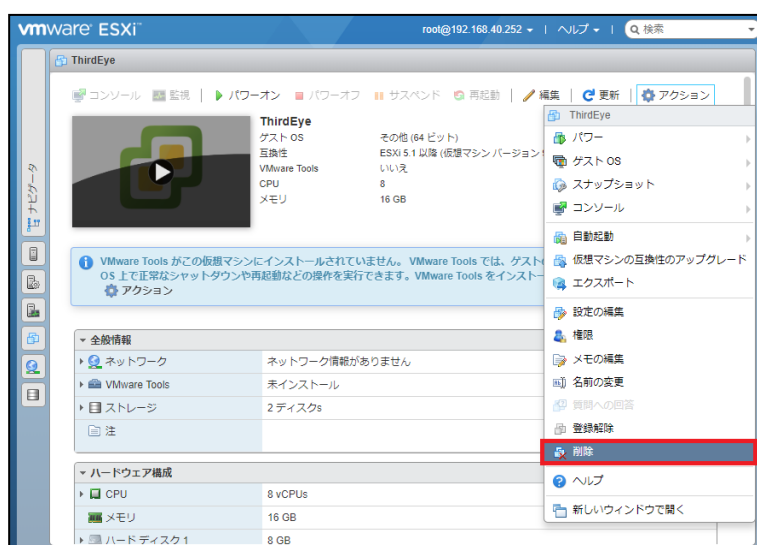 vmware ESXi™
root@192.168.40.252 | ヘルプ | 検索
ThirdEye
コンソール 監視 | パワーオン パワーオフ サスペンド 再起動 | 編集 | 更新 | アクション
ThirdEye
ゲスト OS その他 (64 ビット)
互換性 ESXi 5.1 以降 (仮想マシン バージョン
VMware Tools いいえ
CPU 8
メモリ 16 GB
ナビゲータ
VMware Tools がこの仮想マシンにインストールされていません。 VMware Tools では、ゲスト
OS 上で正常なシャットダウンや再起動などの操作を実行できます。VMware Tools をインスト
アクション
全般情報
ネットワーク ネットワーク情報がありません
VMware Tools 未インストール
ストレージ 2 ディスクs
注
ハードウェア構成
CPU 8 vCPUs
メモリ 16 GB
ハード ディスク 1 8 GB
ThirdEye
パワー
ゲスト OS
スナップショット
コンソール
自動起動
仮想マシンの互換性のアップグレード
エクスポート
設定の編集
権限
メモの編集
名前の変更
質問への回答
登録解除
削除
ヘルプ
新しいウィンドウで開く